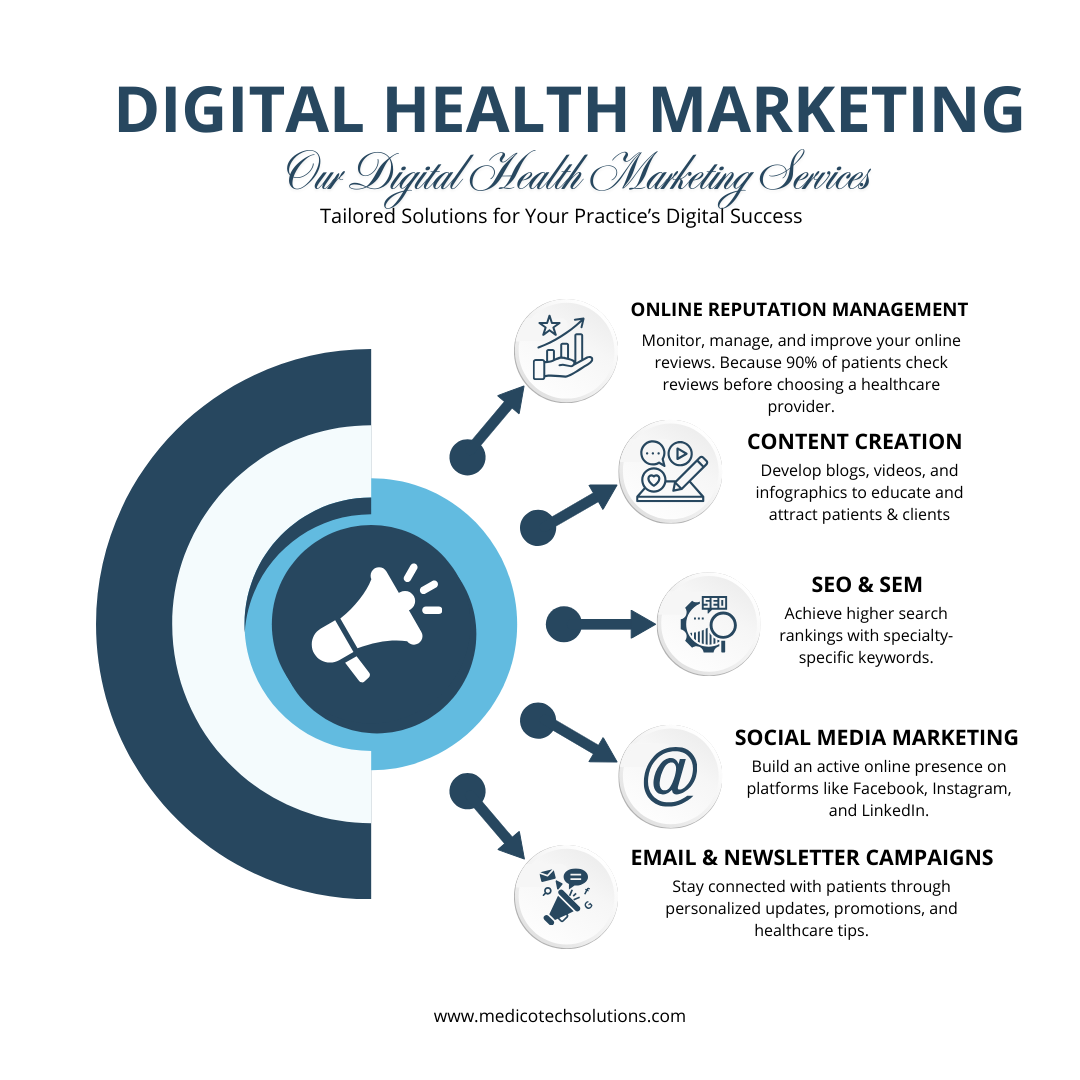 DIGITAL HEALTH MARKETING
Our Digital Health Marketing Services
Tailored Solutions for Your Practice’s Digital Success
ONLINE REPUTATION MANAGEMENT
Monitor, manage, and improve your online
reviews. Because 90% of patients check
reviews before choosing a healthcare
provider.
CONTENT CREATION
Develop blogs, videos, and
infographics to educate and
attract patients & clients
SEO
SEO & SEM
Achieve higher search
rankings with specialty-
specific keywords.
@
SOCIAL MEDIA MARKETING
Build an active online presence on
platforms like Facebook, Instagram,
and LinkedIn.
f
G
EMAIL & NEWSLETTER CAMPAIGNS
Stay connected with patients through
personalized updates, promotions, and
healthcare tips.
www.medicotechsolutions.com